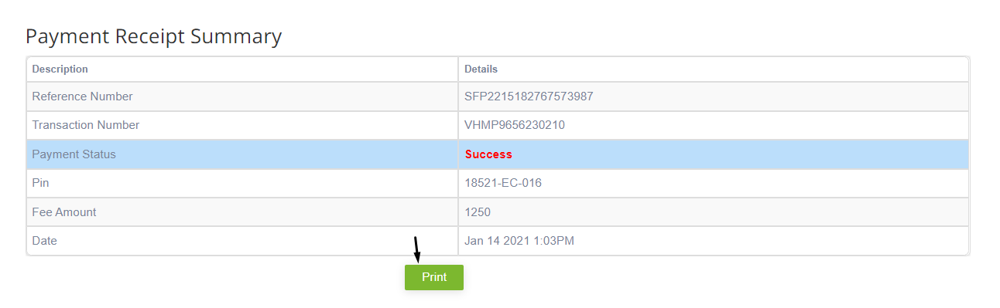 Payment Receipt Summary
Description Details
Reference Number SFP2215182767573987
Transaction Number VHMP9656230210
Payment Status Success
Pin 18521-EC-016
Fee Amount 1250
Date Jan 14 2021 1:03PM
Print